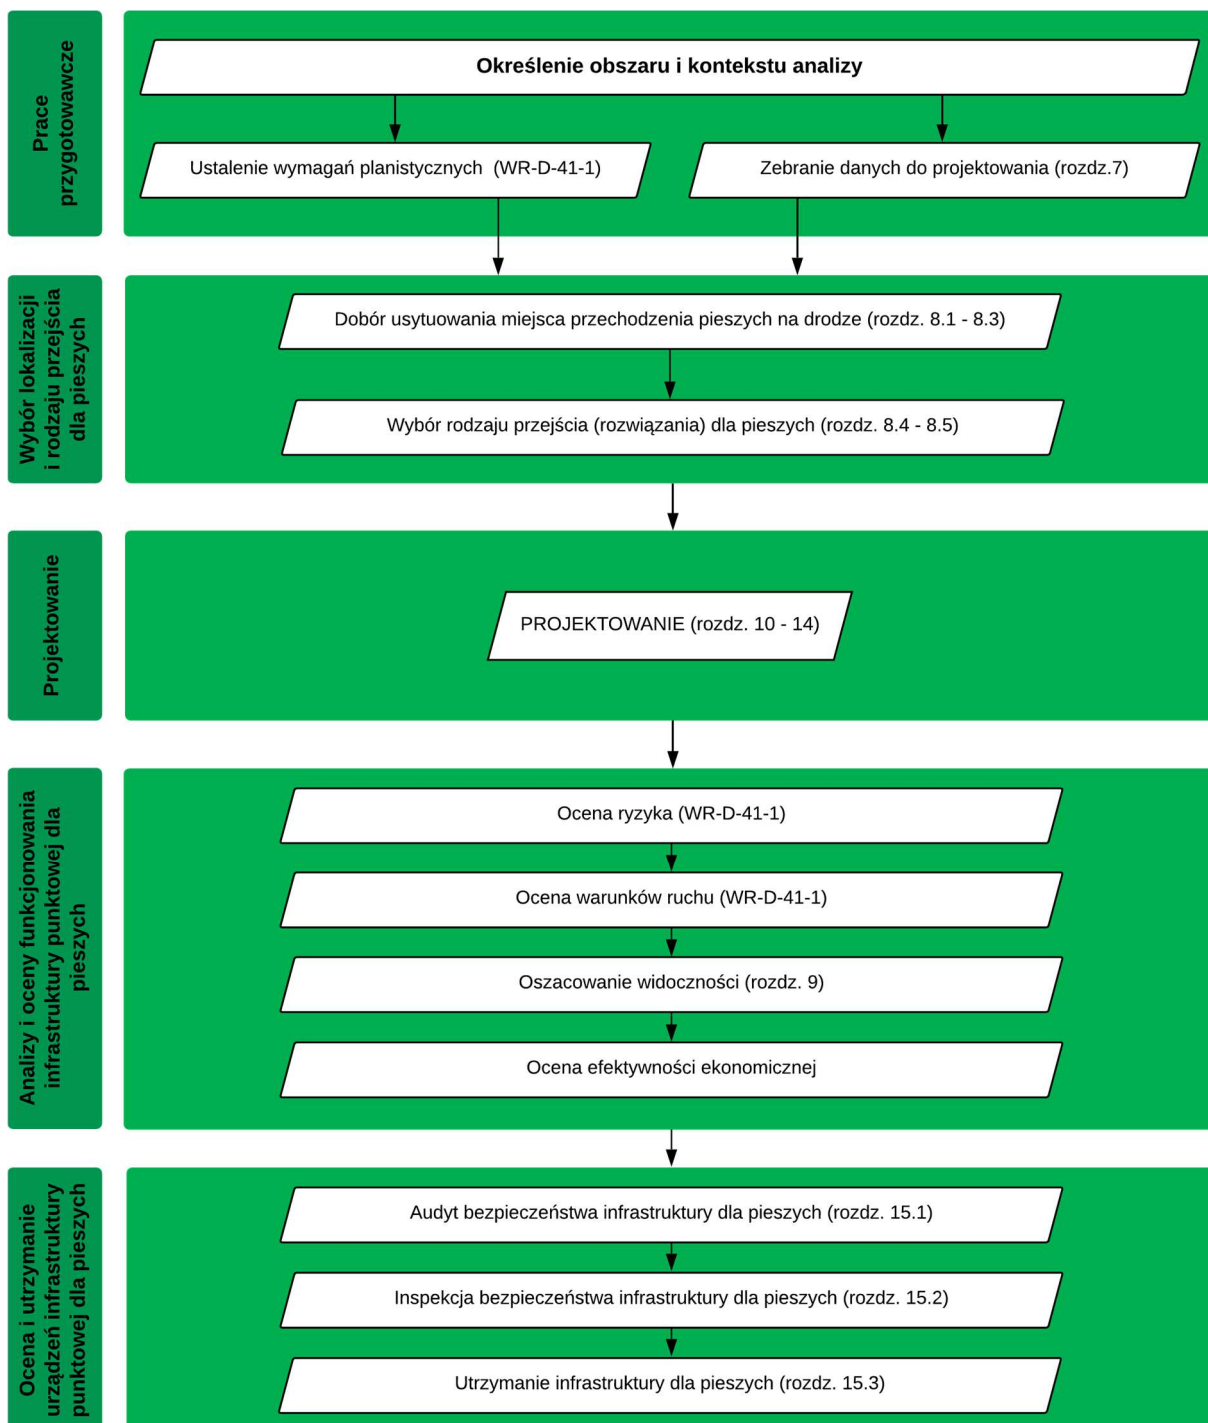 Prace
przygotowawcze
Określenie obszaru i kontekstu analizy
Ustalenie wymagań planistycznych (WR-D-41-1)
Zebranie danych do projektowania (rozdz.7)
Wybór lokalizacji
i rodzaju przejścia
dla pieszych
Dobór usytuowania miejsca przechodzenia pieszych na drodze (rozdz. 8.1 - 8.3)
Wybór rodzaju przejścia (rozwiązania) dla pieszych (rozdz. 8.4 - 8.5)
Projektowanie
PROJEKTOWANIE (rozdz. 10 - 14)
Analizy i oceny funkcjonowania
infrastruktury punktowej dla
pieszych
Ocena ryzyka (WR-D-41-1)
Ocena warunków ruchu (WR-D-41-1)
Oszacowanie widoczności (rozdz. 9)
Ocena efektywności ekonomicznej
Ocena i utrzymanie
urządzeń infrastruktury
punktowej dla pieszych
Audyt bezpieczeństwa infrastruktury dla pieszych (rozdz. 15.1)
Inspekcja bezpieczeństwa infrastruktury dla pieszych (rozdz. 15.2)
Utrzymanie infrastruktury dla pieszych (rozdz. 15.3)